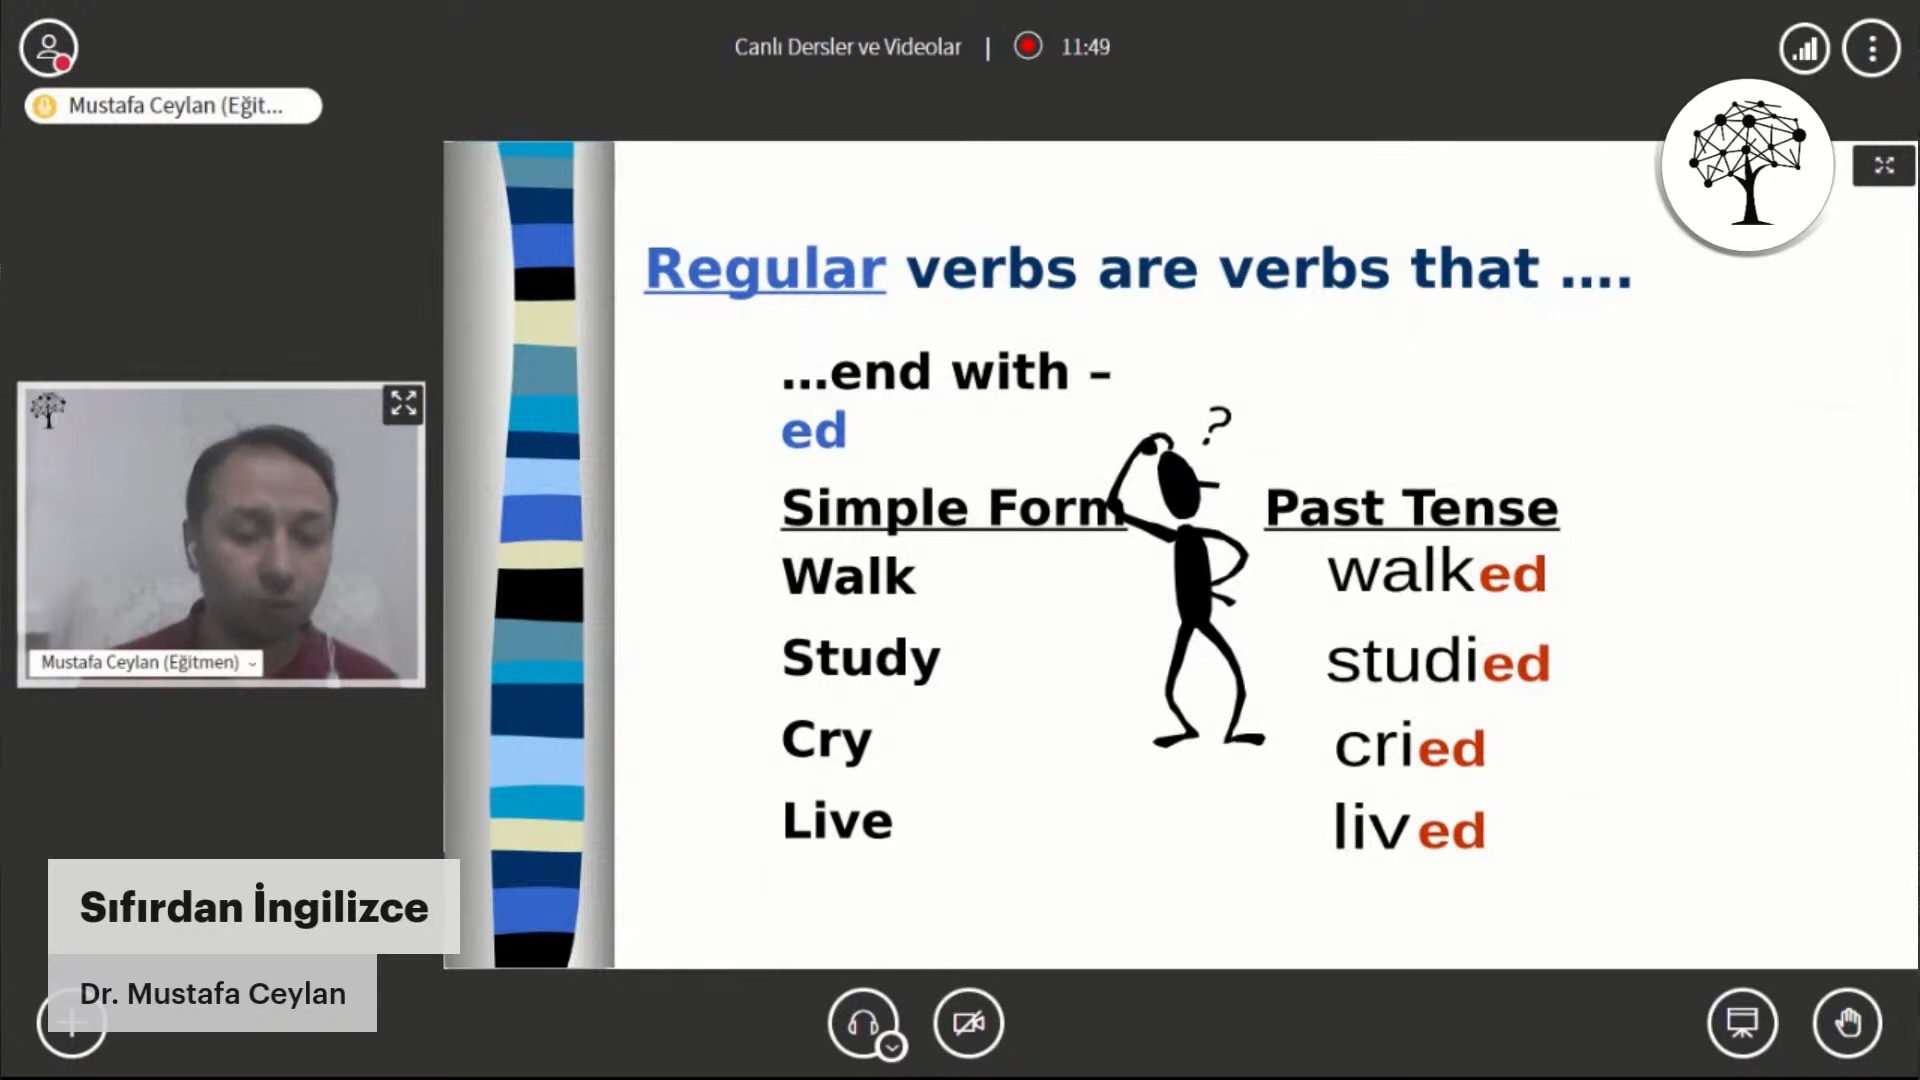 Canlı Dersler ve Videolar | 11:49
Mustafa Ceylan (Eğit...
Regular verbs are verbs that ....
...end with –
ed
?
Simple Form Past Tense
Walk walked
Study studied
Cry cried
Live lived
Mustafa Ceylan (Eğitmen)
Sıfırdan İngilizce
Dr. Mustafa Ceylan